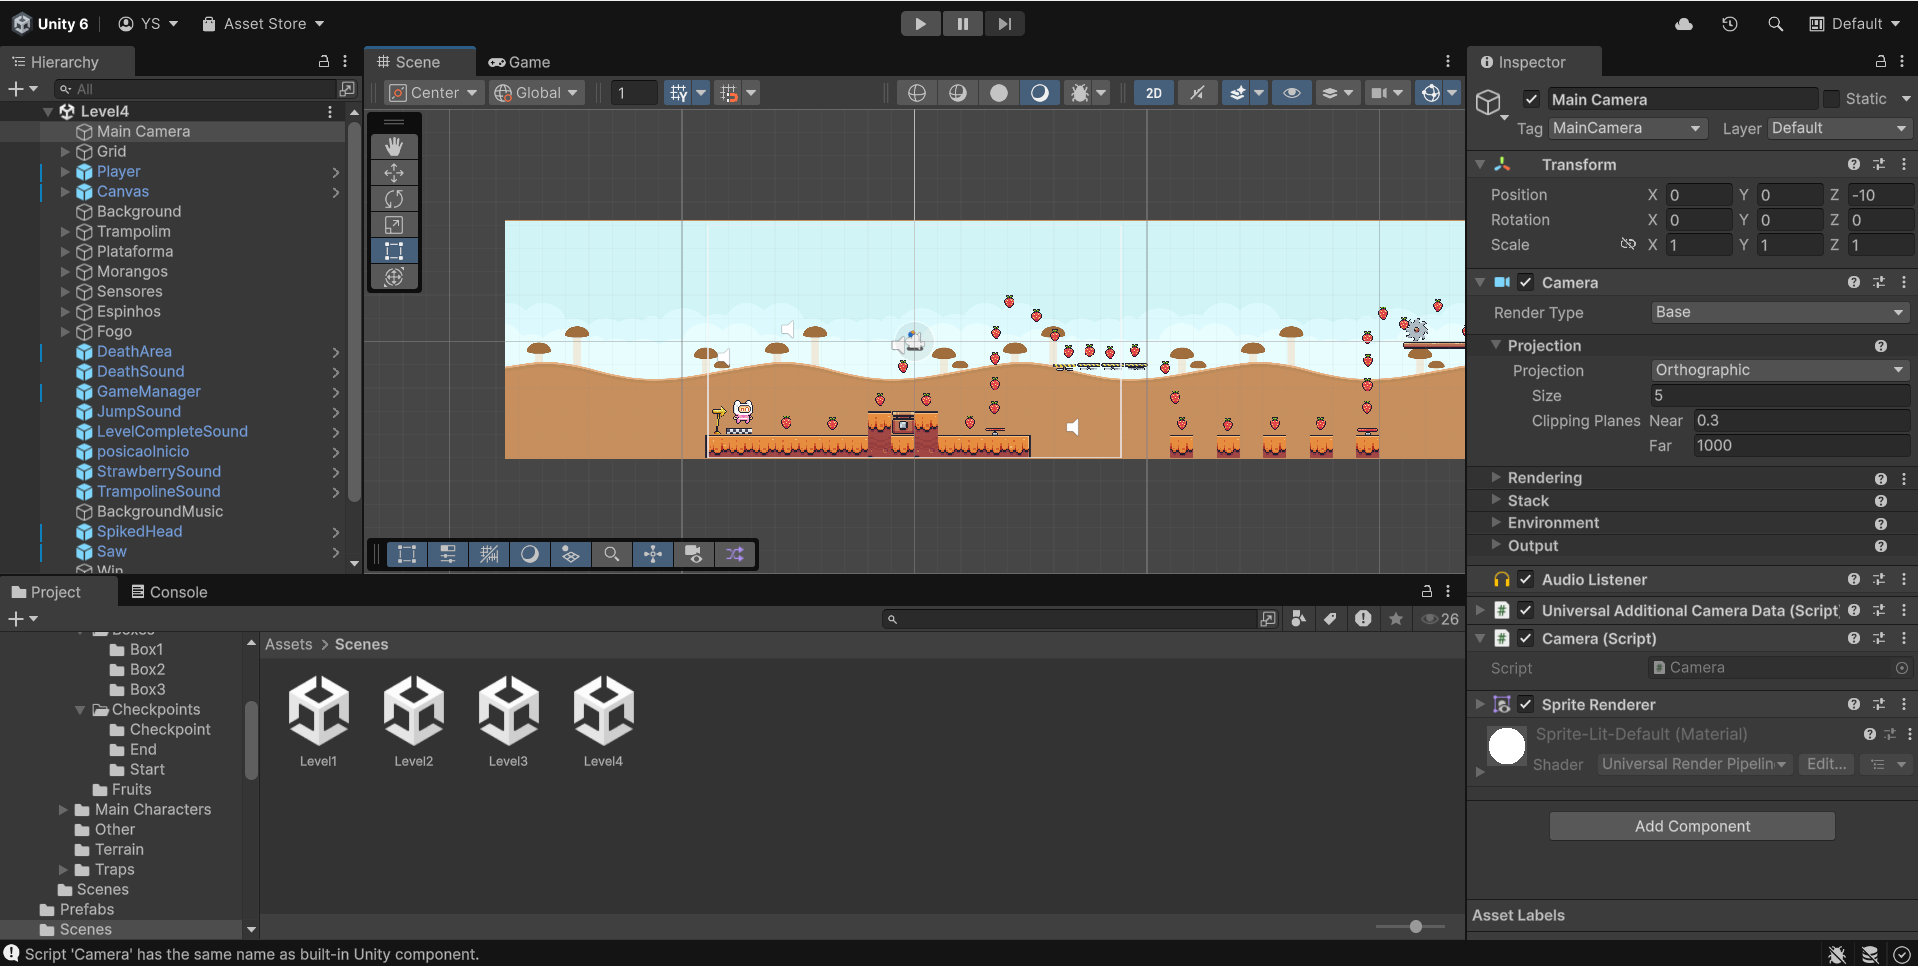 Unity 6
YS
Asset Store
Default
Hierarchy
All
Level4
Main Camera
Grid
Player
Canvas
Background
Trampolim
Plataforma
Morangos
Sensores
Espinhos
Fogo
DeathArea
DeathSound
GameManager
JumpSound
LevelCompleteSound
posicaoInicio
StrawberrySound
TrampolineSound
BackgroundMusic
SpikedHead
Saw
Win
Scene
Game
Center
Global
1
2D
Inspector
Main Camera
Static
Tag MainCamera Layer Default
Transform
Position X 0 Y 0 Z -10
Rotation X 0 Y 0 Z 0
Scale X 1 Y 1 Z 1
Camera
Render Type Base
Projection
Projection Orthographic
Size 5
Clipping Planes Near 0.3
Far 1000
Rendering
Stack
Environment
Output
Audio Listener
Universal Additional Camera Data (Script
Camera (Script)
Script Camera
Sprite Renderer
Sprite-Lit-Default (Material)
Shader Universal Render Pipelin Edit...
Add Component
Asset Labels
Project
Console
26
Boxes
Box1
Box2
Box3
Checkpoints
Checkpoint
End
Start
Fruits
Main Characters
Other
Terrain
Traps
Scenes
Prefabs
Scenes
Assets > Scenes
Level1
Level2
Level3
Level4
Script 'Camera' has the same name as built-in Unity component.